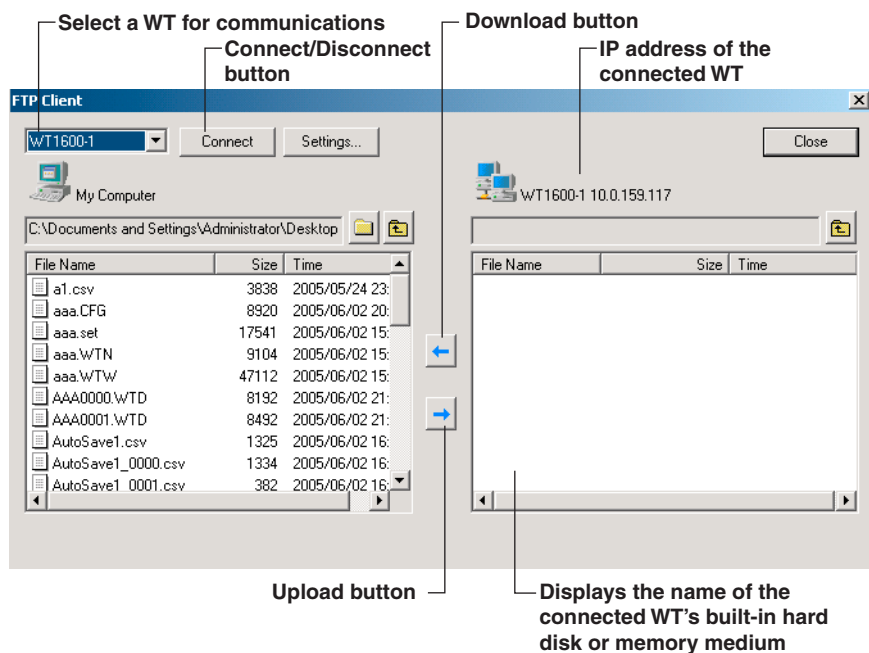 Select a WT for communications
Download button
Connect/Disconnect
button
IP address of the
connected WT
FTP Client
WT1600-1
Connect
Settings...
Close
My Computer
WT1600-1 10.0.159.117
C:\Documents and Settings\Administrator\Desktop
File Name Size Time
a1.csv 3838 2005/05/24 23:
aaa.CFG 8920 2005/06/02 20:
aaa.set 17541 2005/06/02 15:
aaa.WTN 9104 2005/06/02 15:
aaa.WTW 47112 2005/06/02 15:
AAA0000.WTD 8192 2005/06/02 21:
AAA0001.WTD 8492 2005/06/02 21:
AutoSave1.csv 1325 2005/06/02 16:
AutoSave1_0000.csv 1334 2005/06/02 16:
AutoSave1_0001.csv 382 2005/06/02 16:
File Name Size Time
Upload button
Displays the name of the
connected WT's built-in hard
disk or memory medium